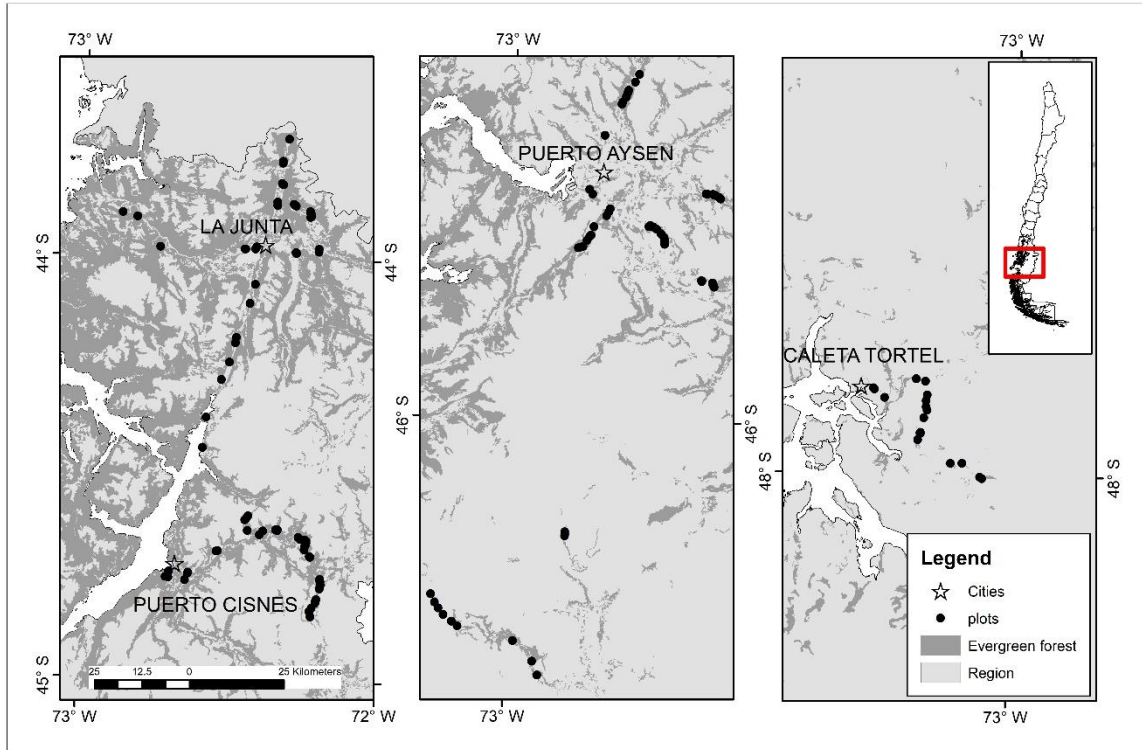 73° W
73° W
73° W
PUERTO AYSEN
LA JUNTA
44° S
44° S
CALETA TORTEL
46° S
46° S
48° S
48° S
Legend
Cities
plots
Evergreen forest
Region
PUERTO CISNES
25 12.5 0 25 Kilometers
45° S
73° W
72° W
73° W
73° W